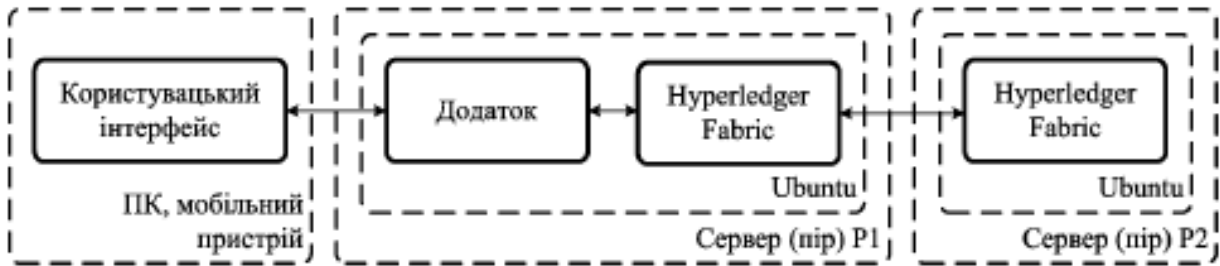 Користувацький
інтерфейс
ПК, мобільний
пристрій
Додаток
Hyperledger
Fabric
Ubuntu
Сервер (пір) P1
Hyperledger
Fabric
Ubuntu
Сервер (пір) P2